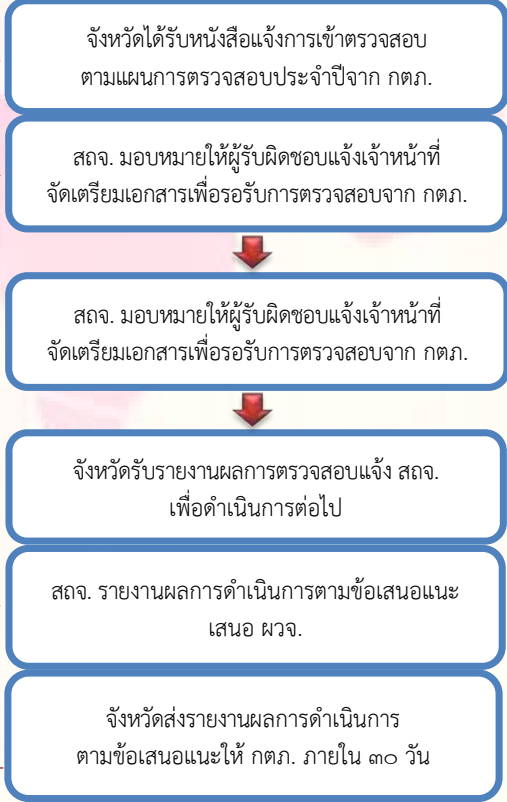 จังหวัดได้รับหนังสือแจ้งการเข้าตรวจสอบ
ตามแผนการตรวจสอบประจำปีจาก กตภ.
สถจ. มอบหมายให้ผู้รับผิดชอบแจ้งเจ้าหน้าที่
จัดเตรียมเอกสารเพื่อรอรับการตรวจสอบจาก กตภ.
สถจ. มอบหมายให้ผู้รับผิดชอบแจ้งเจ้าหน้าที่
จัดเตรียมเอกสารเพื่อรอรับการตรวจสอบจาก กตภ.
จังหวัดรับรายงานผลการตรวจสอบแจ้ง สถจ.
เพื่อดำเนินการต่อไป
สถจ. รายงานผลการดำเนินการตามข้อเสนอแนะ
เสนอ ผวจ.
จังหวัดส่งรายงานผลการดำเนินการ
ตามข้อเสนอแนะให้ กตภ. ภายใน ๓๐ วัน